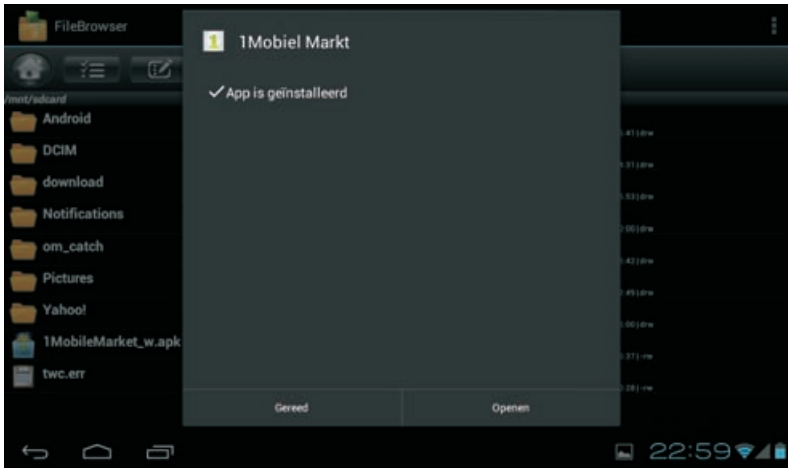 FileBrowser
1Mobiel Markt
/mnt/sdcard
App is geïnstalleerd
Android
DCIM
download
Notifications
om_catch
Pictures
Yahoo!
1MobileMarket_w.apk
twc.err
Gereed
Openen
22:59